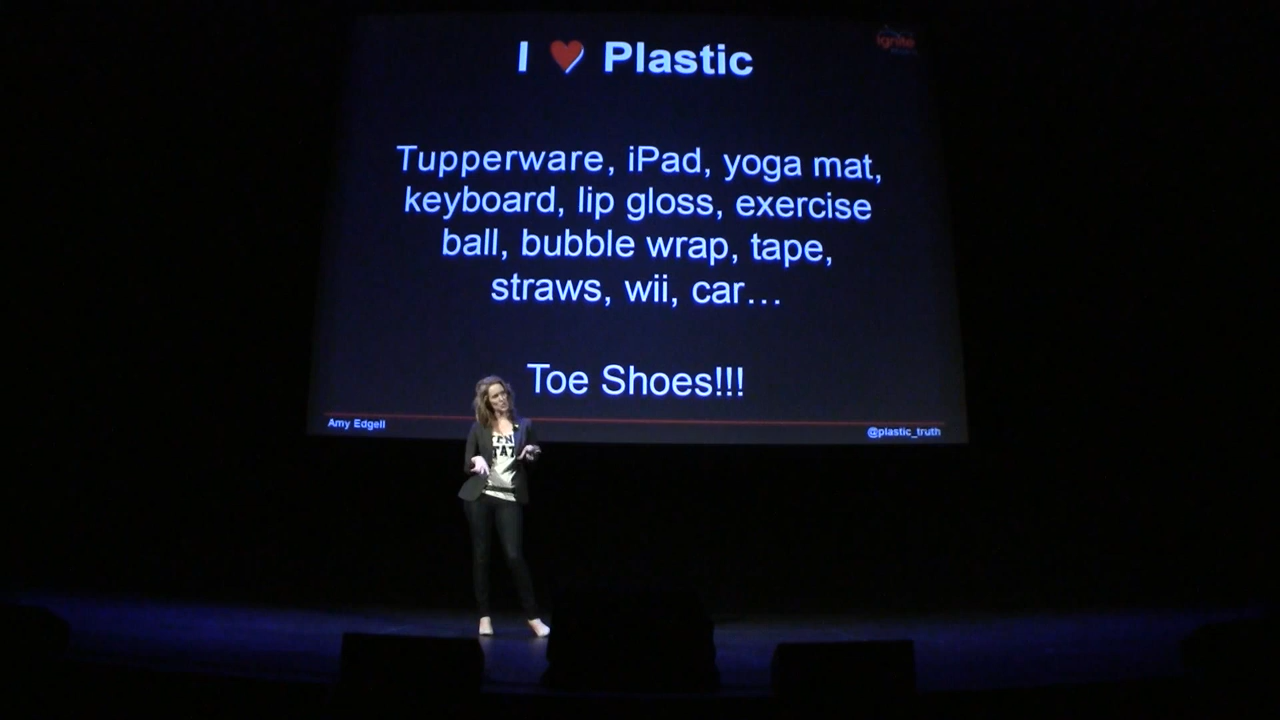 I ❤ Plastic
ignite
Tupperware, iPad, yoga mat,
keyboard, lip gloss, exercise
ball, bubble wrap, tape,
straws, wii, car…
Toe Shoes!!!
Amy Edgell
@plastic_truth